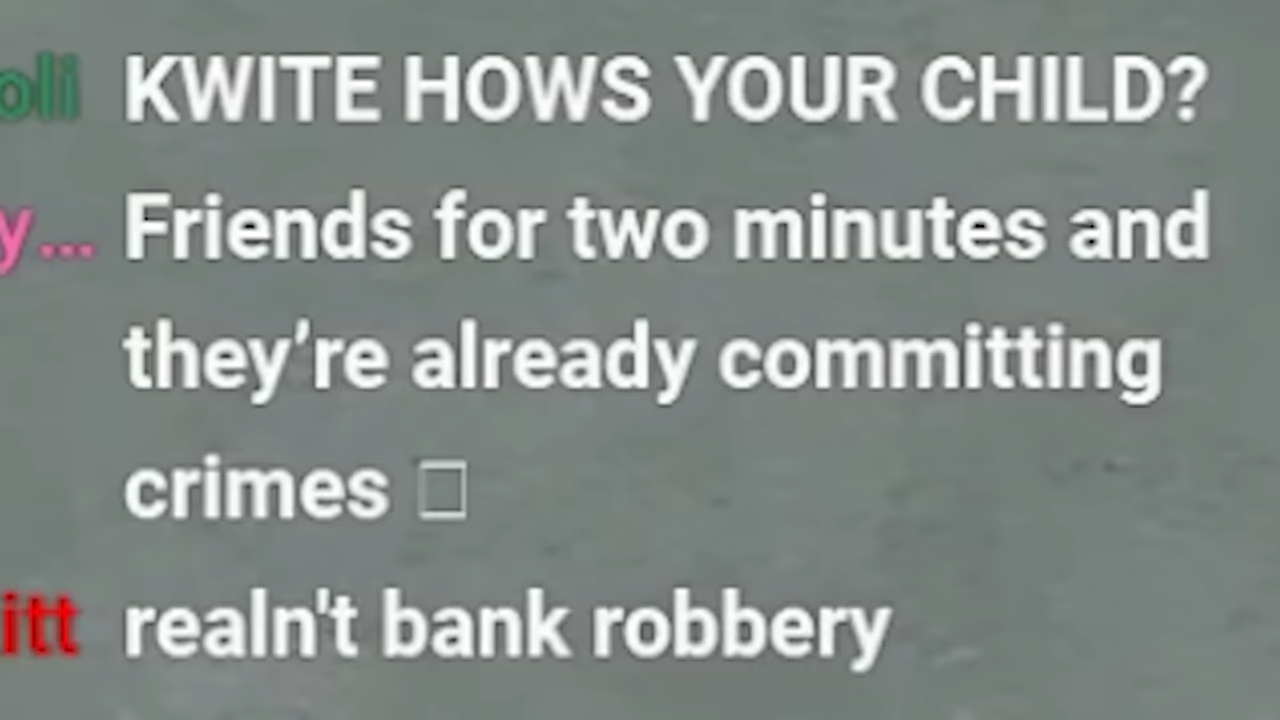 oli KWITE HOWS YOUR CHILD?
y... Friends for two minutes and
they’re already committing
crimes □
itt realn't bank robbery